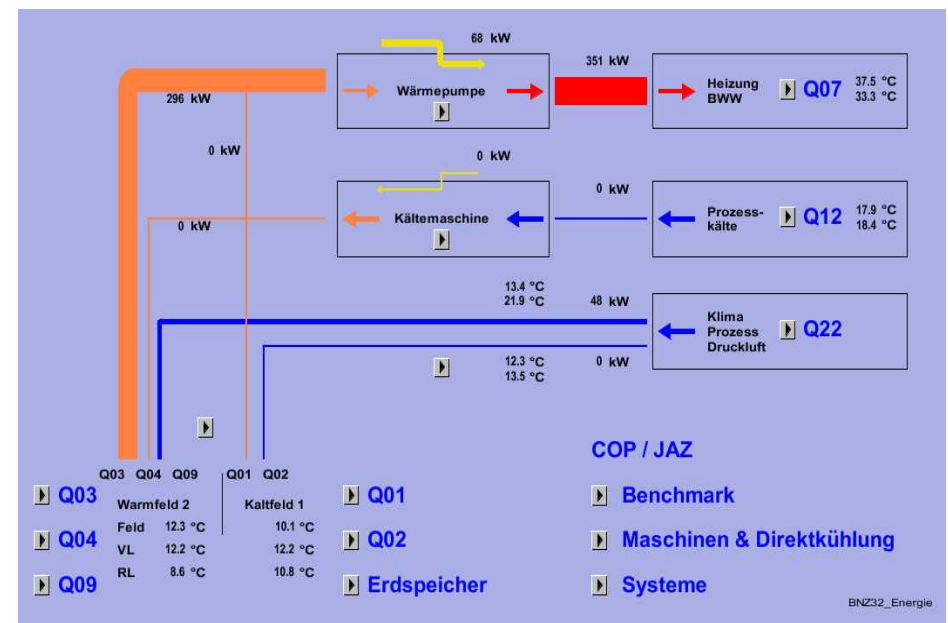 68 kW
351 kW
296 kW
Wärmepumpe
Heizung
BWW
Q07
37.5 °C
33.3 °C
0 kW
0 kW
0 kW
0 kW
Kältemaschine
Prozess-
kälte
Q12
17.9 °C
18.4 °C
13.4 °C
21.9 °C
48 kW
Klima
Prozess
Druckluft
Q22
12.3 °C
13.5 °C
0 kW
COP / JAZ
Q03 Q04 Q09 Q01 Q02
Q03
Warmfeld 2
Kaltfeld 1
Q01
Benchmark
Feld 12.3 °C 10.1 °C
Q04
VL 12.2 °C 12.2 °C
Q02
Maschinen & Direktkühlung
RL 8.6 °C 10.8 °C
Q09
Erdspeicher
Systeme
BNZ32_Energie